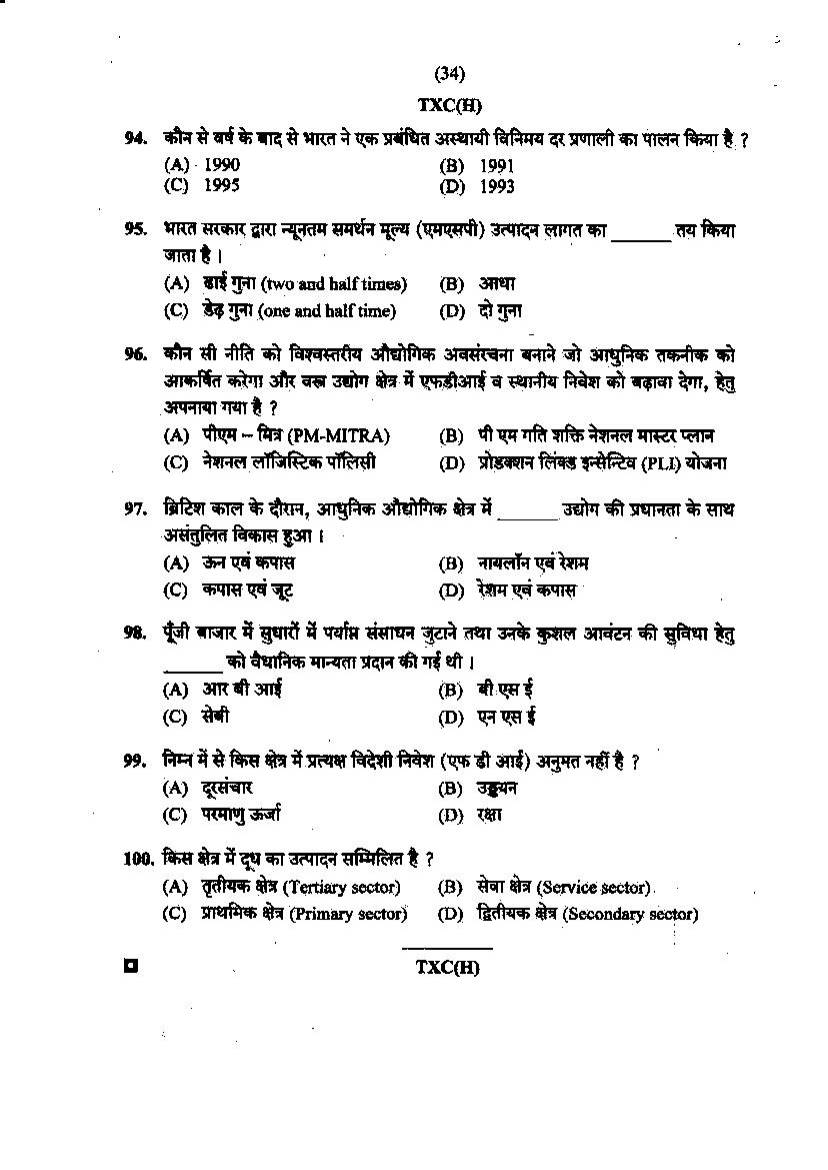 (34)
TXC(H)
94. कौन से वर्ष के बाद से भारत ने एक प्रबंधित अस्थायी विनिमय दर प्रणाली का पालन किया है ?
(A) 1990 (B) 1991
(C) 1995 (D) 1993
95. भारत सरकार द्वारा न्यूनतम समर्थन मूल्य (एमएसपी) उत्पादन लागत का ______ तय किया
जाता है ।
(A) ढाई गुना (two and half times) (B) आधा
(C) डेढ़ गुना (one and half time) (D) दो गुना
96. कौन सी नीति को विश्वस्तरीय औद्योगिक अवसंरचना बनाने जो आधुनिक तकनीक को
आकर्षित करेगा और वस्त्र उद्योग क्षेत्र में एफडीआई व स्थानीय निवेश को बढ़ावा देगा, हेतु
अपनाया गया है ?
(A) पीएम – मित्र (PM-MITRA) (B) पी एम गति शक्ति नेशनल मास्टर प्लान
(C) नेशनल लॉजिस्टिक पॉलिसी (D) प्रोडक्शन लिंक्ड इन्सेन्टिव (PLI) योजना
97. ब्रिटिश काल के दौरान, आधुनिक औद्योगिक क्षेत्र में ______ उद्योग की प्रधानता के साथ
असंतुलित विकास हुआ ।
(A) ऊन एवं कपास (B) नायलॉन एवं रेशम
(C) कपास एवं जूट (D) रेशम एवं कपास
98. पूँजी बाजार में सुधारों में पर्याप्त संसाधन जुटाने तथा उनके कुशल आवंटन की सुविधा हेतु
______ को वैधानिक मान्यता प्रदान की गई थी ।
(A) आर बी आई (B) बी एस ई
(C) सेबी (D) एन एस ई
99. निम्न में से किस क्षेत्र में प्रत्यक्ष विदेशी निवेश (एफ डी आई) अनुमत नहीं है ?
(A) दूरसंचार (B) उड्डयन
(C) परमाणु ऊर्जा (D) रक्षा
100. किस क्षेत्र में दूध का उत्पादन सम्मिलित है ?
(A) तृतीयक क्षेत्र (Tertiary sector) (B) सेवा क्षेत्र (Service sector)
(C) प्राथमिक क्षेत्र (Primary sector) (D) द्वितीयक क्षेत्र (Secondary sector)
TXC(H)